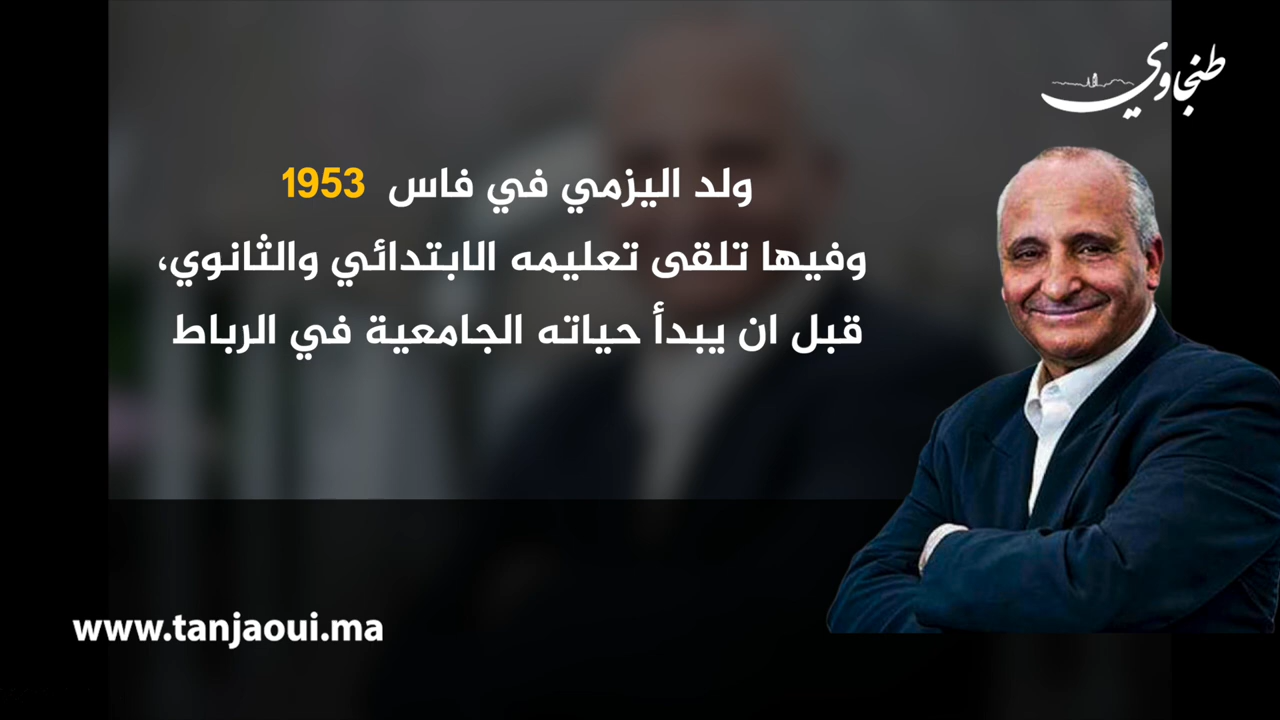 طنجاوي
ولد اليزمي في فاس 1953
وفيها تلقى تعليمه الابتدائي والثانوي،
قبل ان يبدأ حياته الجامعية في الرباط
www.tanjaoui.ma